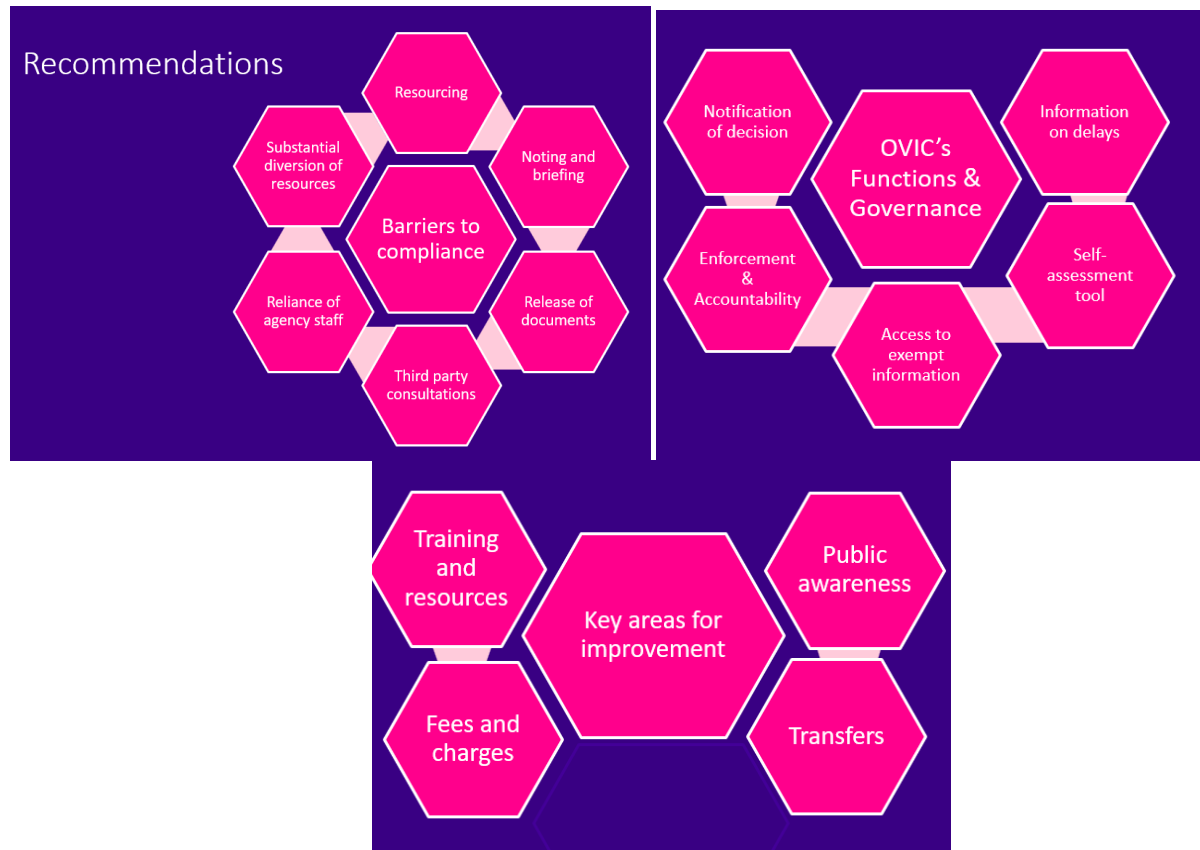 Recommendations
Resourcing
Substantial
diversion of
resources
Noting and
briefing
Barriers to
compliance
Reliance of
agency staff
Release of
documents
Third party
consultations
Notification
of decision
OVIC’s
Functions &
Governance
Information
on delays
Enforcement
&
Accountability
Self-
assessment
tool
Access to
exempt
information
Training
and
resources
Key areas for
improvement
Public
awareness
Fees and
charges
Transfers